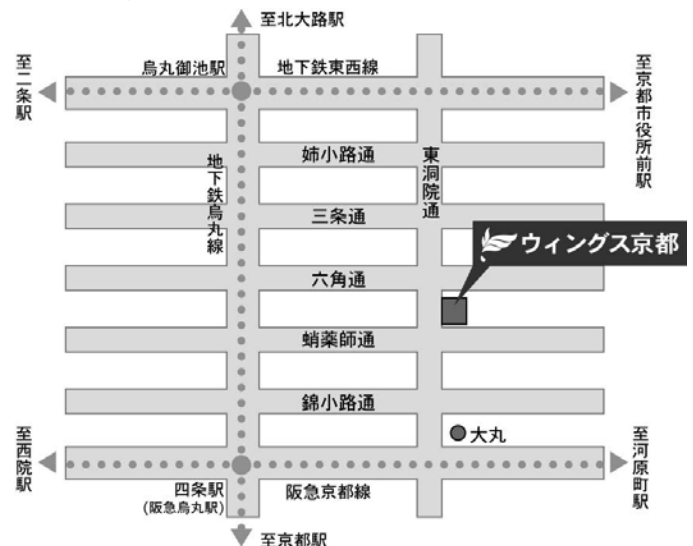 至北大路駅
烏丸御池駅
地下鉄東西線
至二条駅
至京都市役所前駅
姉小路通
地下鉄烏丸線
東洞院通
三条通
ウィングス京都
六角通
蛸薬師通
錦小路通
大丸
至西院駅
至河原町駅
四条駅
(阪急烏丸駅)
阪急京都線
至京都駅